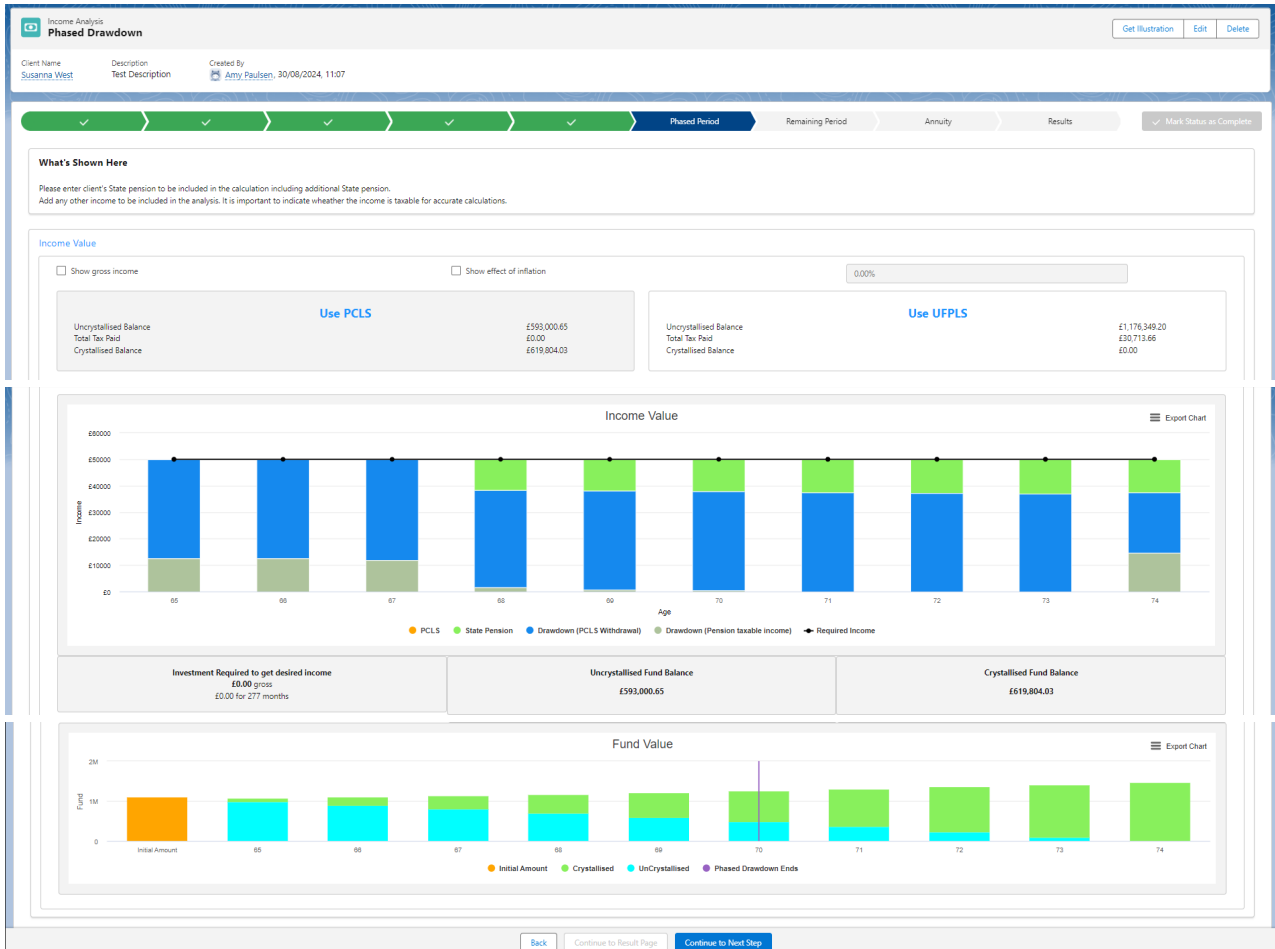 Income Analysis
Phased Drawdown
Get Illustration Edit Delete
Client Name Description Created By
Susanna West Test Description Amy Paulsen, 30/08/2024, 11:07
Phased Period Remaining Period Annuity Results Mark Status as Complete
What's Shown Here
Please enter client's State pension to be included in the calculation including additional State pension.
Add any other income to be included in the analysis. It is important to indicate wheather the income is taxable for accurate calculations.
Income Value
Show gross income Show effect of inflation 0.00%
Use PCLS
Uncrystallised Balance £593,000.65
Total Tax Paid £0.00
Crystallised Balance £619,804.03
Use UFPLS
Uncrystallised Balance £1,176,349.20
Total Tax Paid £30,713.66
Crystallised Balance £0.00
Income Value
Export Chart
£60000
£50000
£40000
£30000
£20000
£10000
£0
Income
65 66 67 68 69 70 71 72 73 74
Age
PCLS State Pension Drawdown (PCLS Withdrawal) Drawdown (Pension taxable income) Required Income
Investment Required to get desired income
£0.00 gross
£0.00 for 277 months
Uncrystallised Fund Balance
£593,000.65
Crystallised Fund Balance
£619,804.03
Fund Value
Export Chart
2M
1M
0
Fund
Initial Amount 65 66 67 68 69 70 71 72 73 74
Initial Amount Crystallised UnCrystallised Phased Drawdown Ends
Back Continue to Result Page Continue to Next Step